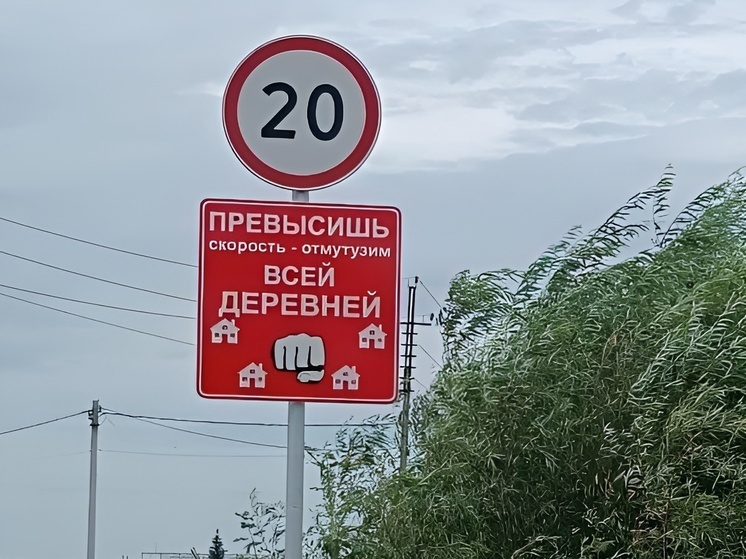 20
ПРЕВЫСИШЬ
скорость - отмутузим
ВСЕЙ
ДЕРЕВНЕЙ